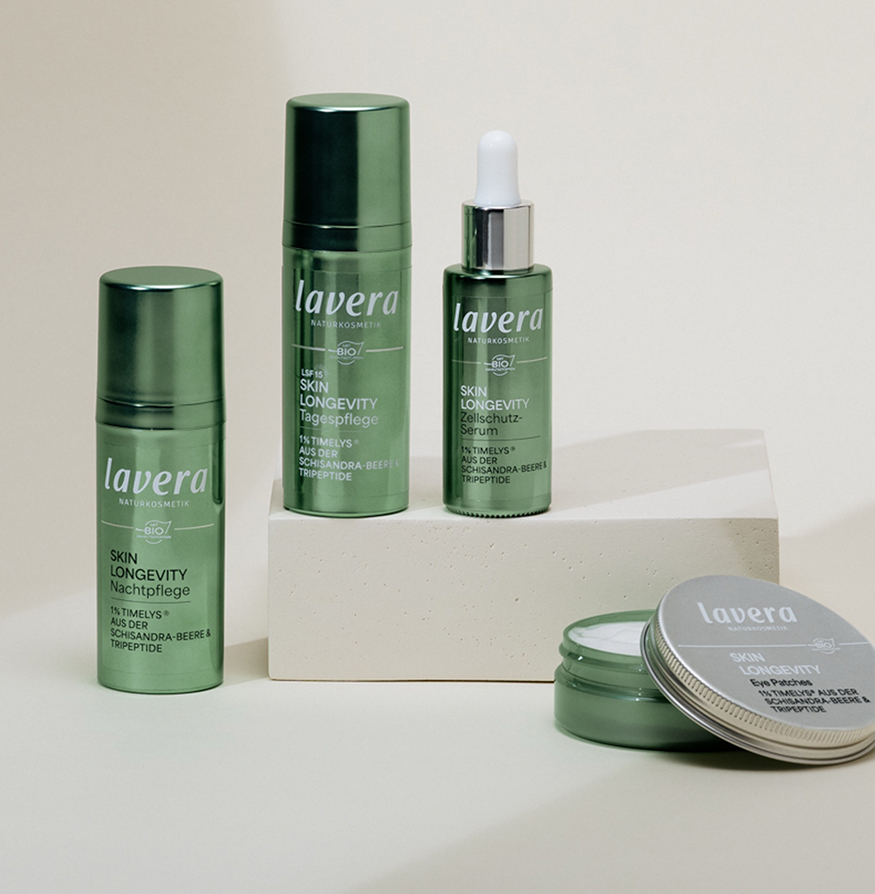 lavera
NATURKOSMETIK
BIO
SKIN
LONGEVITY
Nachtpflege
1% TIMELYS®
AUS DER
SCHISANDRA-BEERE &
TRIPEPTIDE
lavera
NATURKOSMETIK
BIO
LSF 15
SKIN
LONGEVITY
Tagespflege
1% TIMELYS®
AUS DER
SCHISANDRA-BEERE &
TRIPEPTIDE
lavera
NATURKOSMETIK
BIO
SKIN
LONGEVITY
Zellschutz-
Serum
1% TIMELYS®
AUS DER
SCHISANDRA-BEERE &
TRIPEPTIDE
lavera
NATURKOSMETIK
SKIN
LONGEVITY
Eye Patches
1% TIMELYS® AUS DER
SCHISANDRA-BEERE &
TRIPEPTIDE